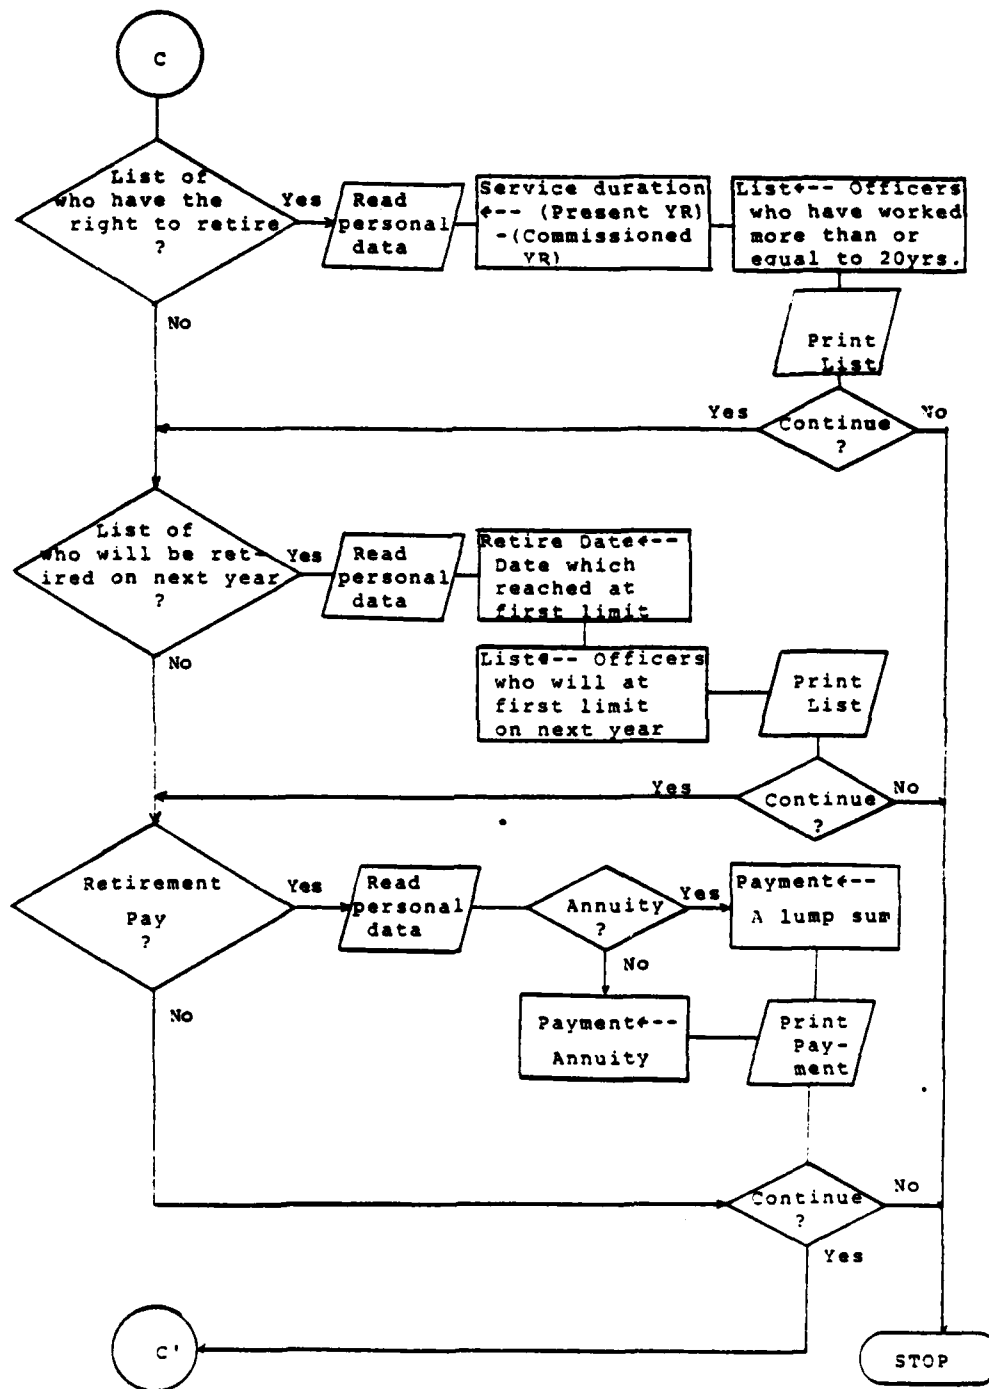 C
List of
who have the
right to retire
?
Yes
No
Read
personal
data
Service duration
←-- (Present YR)
-(Commissioned
YR)
List←-- Officers
who have worked
more than or
equal to 20yrs.
Print
List
Continue
?
Yes
No
List of
who will be ret-
ired on next year
?
Yes
No
Read
personal
data
Retire Date←--
Date which
reached at
first limit
List←-- Officers
who will at
first limit
on next year
Print
List
Continue
?
Yes
No
Retirement
Pay
?
Yes
No
Read
personal
data
Annuity
?
Yes
No
Payment←--
A lump sum
Payment←--
Annuity
Print
Pay-
ment
Continue
?
No
Yes
C'
STOP